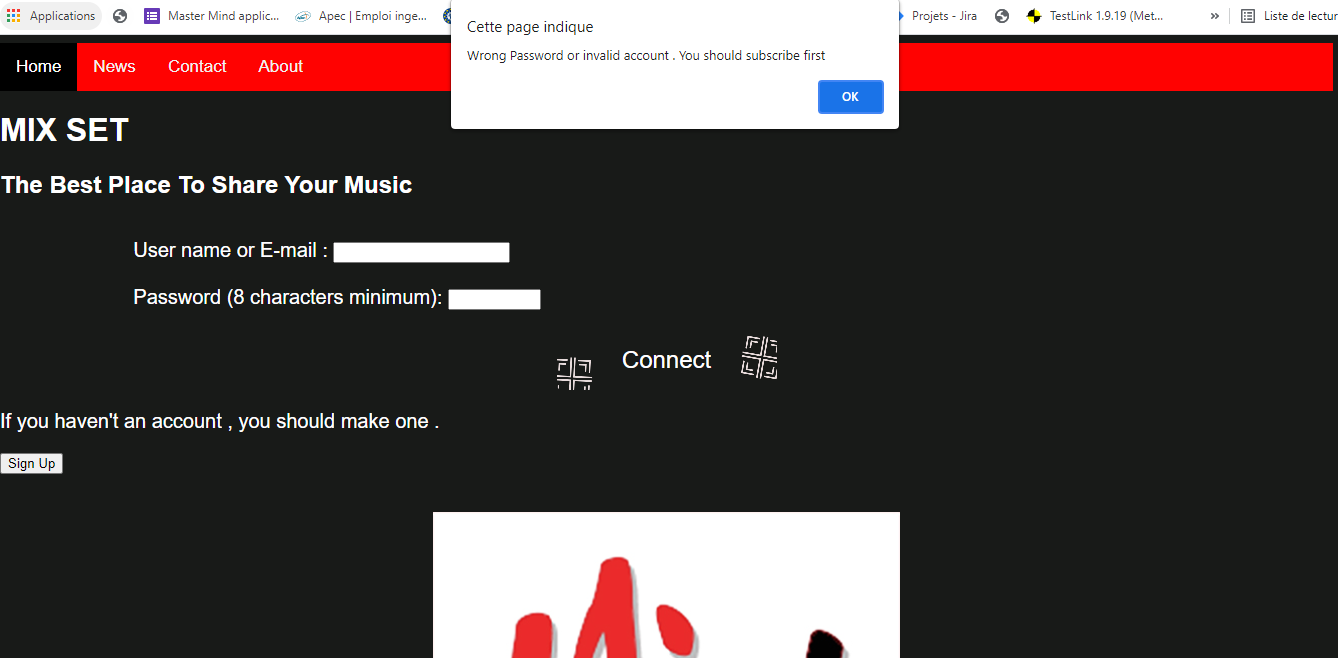 Applications Master Mind applic... Apec | Emploi inge... Projets - Jira TestLink 1.9.19 (Met... » Liste de lectur
Cette page indique
Wrong Password or invalid account . You should subscribe first
OK
Home News Contact About
MIX SET
The Best Place To Share Your Music
User name or E-mail :
Password (8 characters minimum):
Connect
If you haven't an account , you should make one .
Sign Up